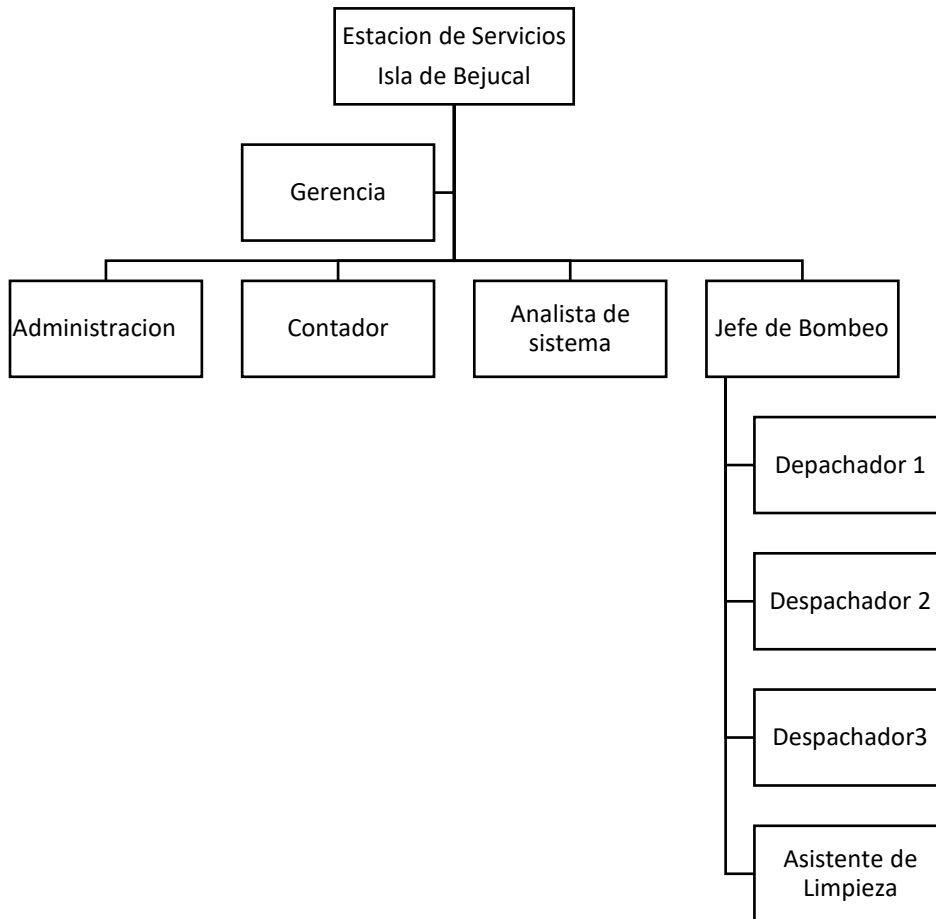 Estacion de Servicios
Isla de Bejucal
Gerencia
Administracion
Contador
Analista de
sistema
Jefe de Bombeo
Depachador 1
Despachador 2
Despachador3
Asistente de
Limpieza